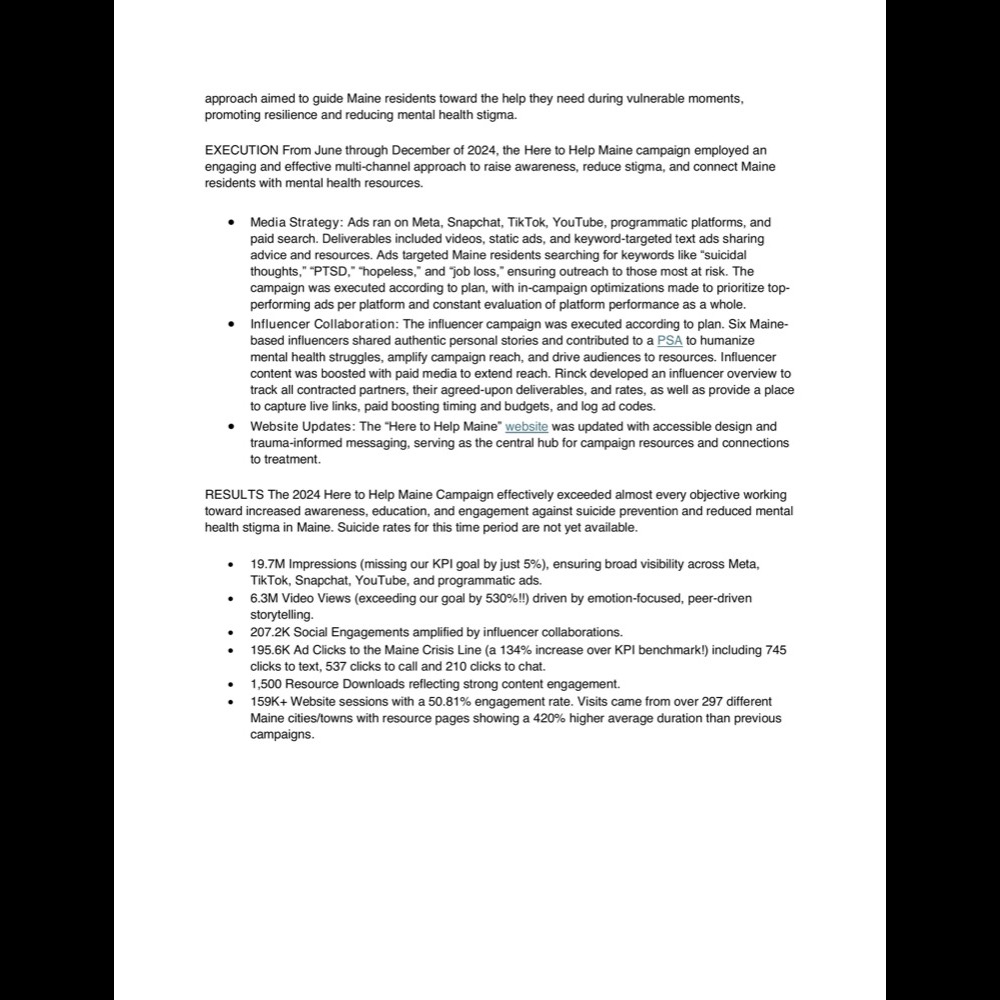 approach aimed to guide Maine residents toward the help they need during vulnerable moments,
promoting resilience and reducing mental health stigma.
EXECUTION From June through December of 2024, the Here to Help Maine campaign employed an
engaging and effective multi-channel approach to raise awareness, reduce stigma, and connect Maine
residents with mental health resources.
● Media Strategy: Ads ran on Meta, Snapchat, TikTok, YouTube, programmatic platforms, and
paid search. Deliverables included videos, static ads, and keyword-targeted text ads sharing
advice and resources. Ads targeted Maine residents searching for keywords like “suicidal
thoughts,” “PTSD,” “hopeless,” and “job loss,” ensuring outreach to those most at risk. The
campaign was executed according to plan, with in-campaign optimizations made to prioritize top-
performing ads per platform and constant evaluation of platform performance as a whole.
● Influencer Collaboration: The influencer campaign was executed according to plan. Six Maine-
based influencers shared authentic personal stories and contributed to a PSA to humanize
mental health struggles, amplify campaign reach, and drive audiences to resources. Influencer
content was boosted with paid media to extend reach. Rinck developed an influencer overview to
track all contracted partners, their agreed-upon deliverables, and rates, as well as provide a place
to capture live links, paid boosting timing and budgets, and log ad codes.
● Website Updates: The “Here to Help Maine” website was updated with accessible design and
trauma-informed messaging, serving as the central hub for campaign resources and connections
to treatment.
RESULTS The 2024 Here to Help Maine Campaign effectively exceeded almost every objective working
toward increased awareness, education, and engagement against suicide prevention and reduced mental
health stigma in Maine. Suicide rates for this time period are not yet available.
• 19.7M Impressions (missing our KPI goal by just 5%), ensuring broad visibility across Meta,
TikTok, Snapchat, YouTube, and programmatic ads.
• 6.3M Video Views (exceeding our goal by 530%!!) driven by emotion-focused, peer-driven
storytelling.
• 207.2K Social Engagements amplified by influencer collaborations.
• 195.6K Ad Clicks to the Maine Crisis Line (a 134% increase over KPI benchmark!) including 745
clicks to text, 537 clicks to call and 210 clicks to chat.
• 1,500 Resource Downloads reflecting strong content engagement.
• 159K+ Website sessions with a 50.81% engagement rate. Visits came from over 297 different
Maine cities/towns with resource pages showing a 420% higher average duration than previous
campaigns.